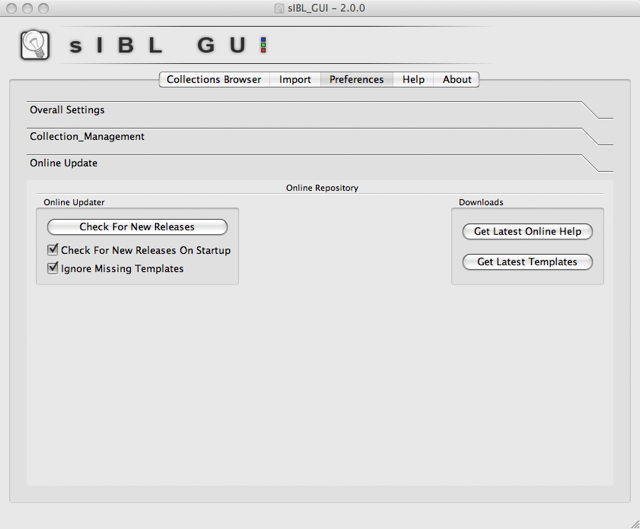 sIBL_GUI - 2.0.0
sIBL GUI
Collections Browser Import Preferences Help About
Overall Settings
Collection_Management
Online Update
Online Repository
Online Updater Downloads
Check For New Releases Get Latest Online Help
Check For New Releases On Startup
Ignore Missing Templates Get Latest Templates